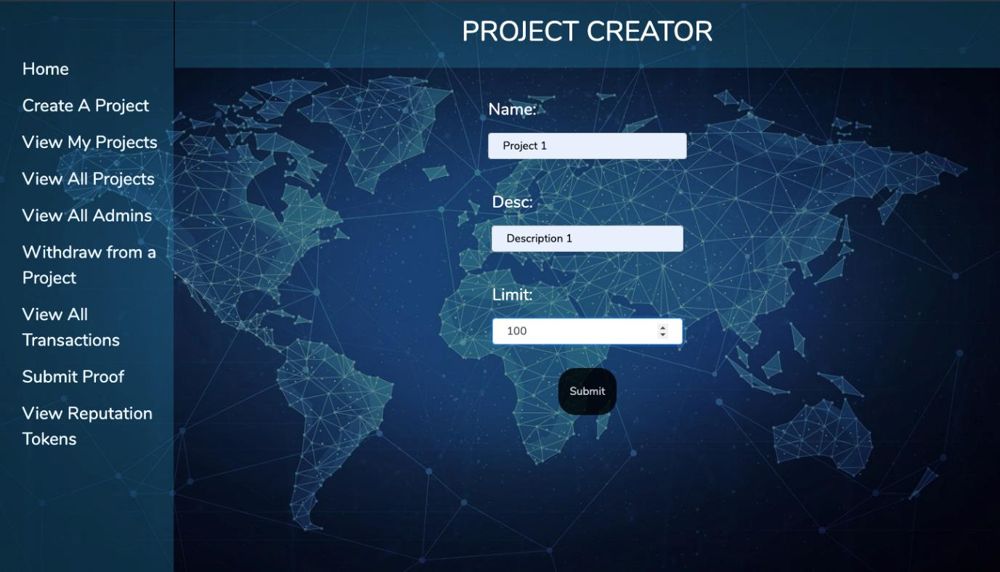 PROJECT CREATOR
Home
Create A Project
View My Projects
View All Projects
View All Admins
Withdraw from a
Project
View All
Transactions
Submit Proof
View Reputation
Tokens
Name:
Project 1
Desc:
Description 1
Limit:
100
Submit